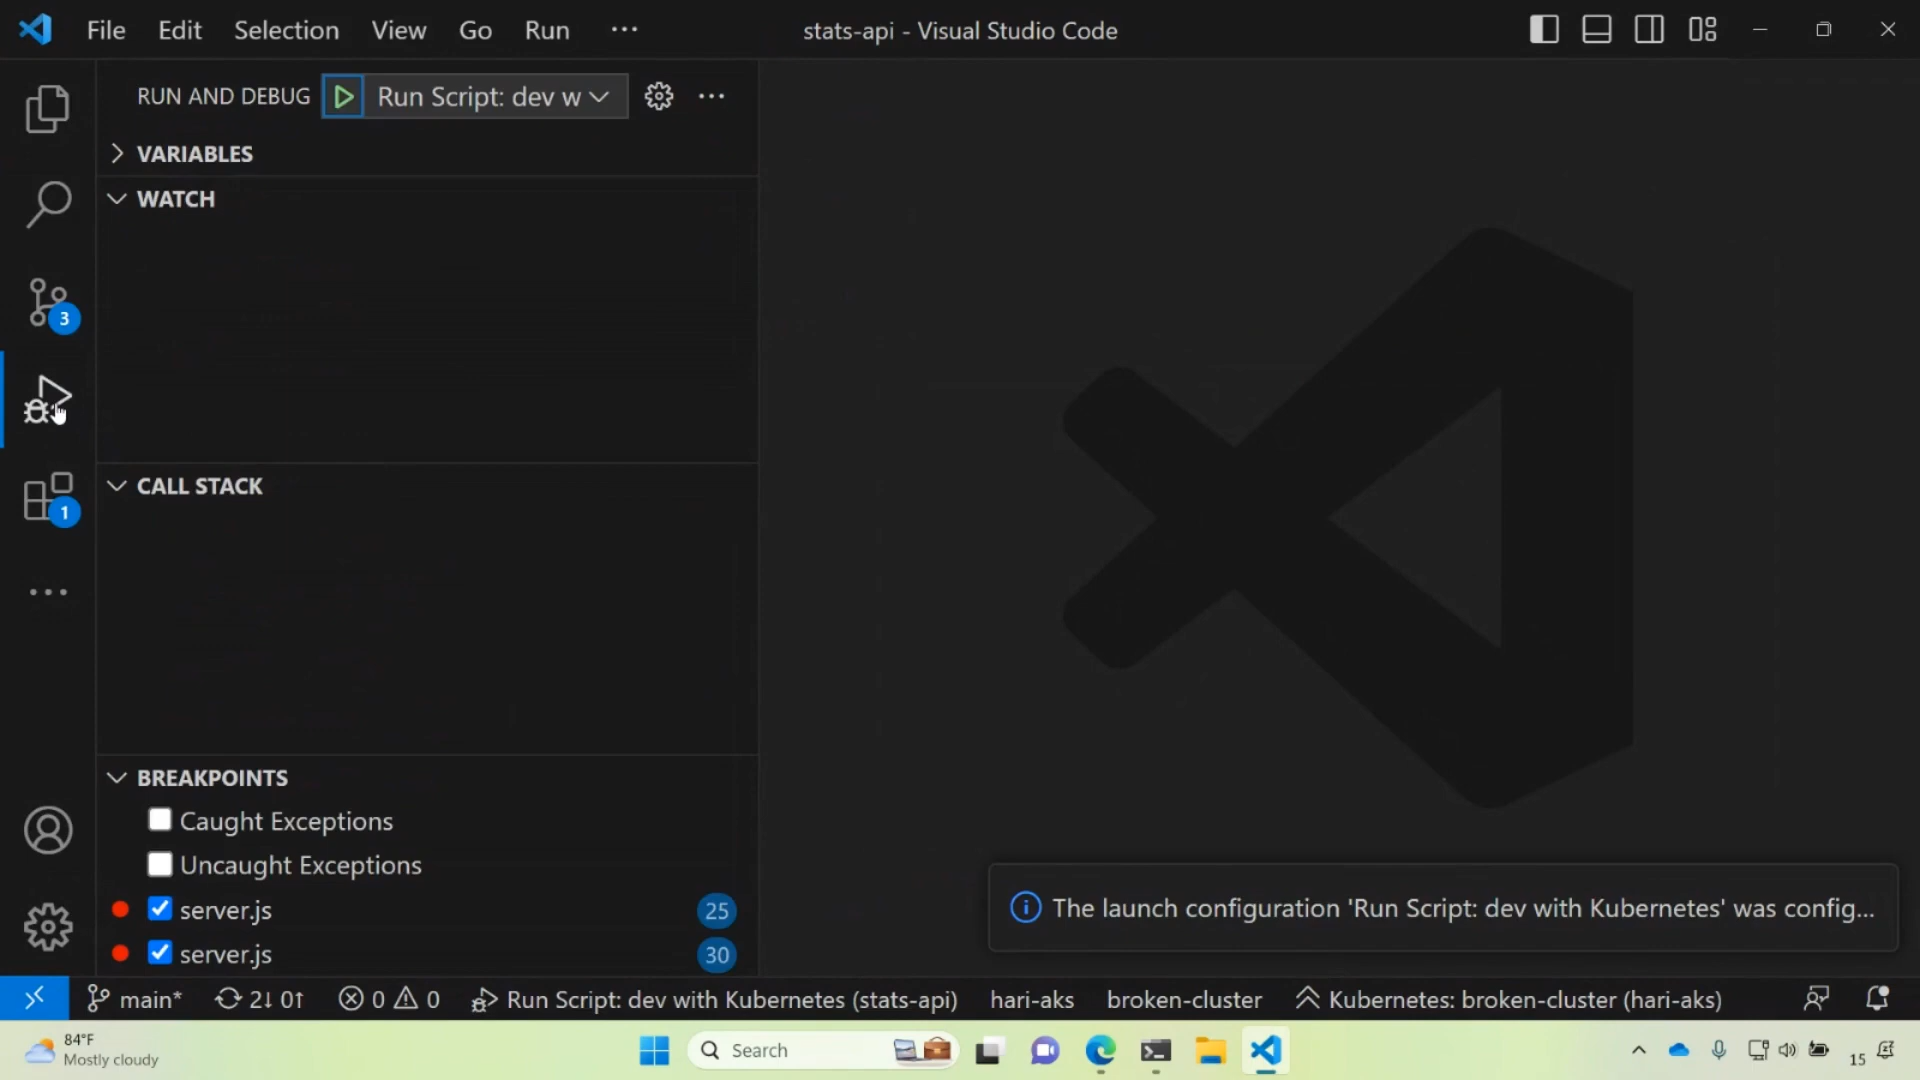 File Edit Selection View Go Run ··· stats-api - Visual Studio Code
RUN AND DEBUG Run Script: dev w
VARIABLES
WATCH
3
CALL STACK
1
BREAKPOINTS
Caught Exceptions
Uncaught Exceptions
server.js 25
server.js 30
The launch configuration 'Run Script: dev with Kubernetes' was config...
main* 2↓ 0↑ 0 0 Run Script: dev with Kubernetes (stats-api) hari-aks broken-cluster Kubernetes: broken-cluster (hari-aks)
84°F
Mostly cloudy
Search
15